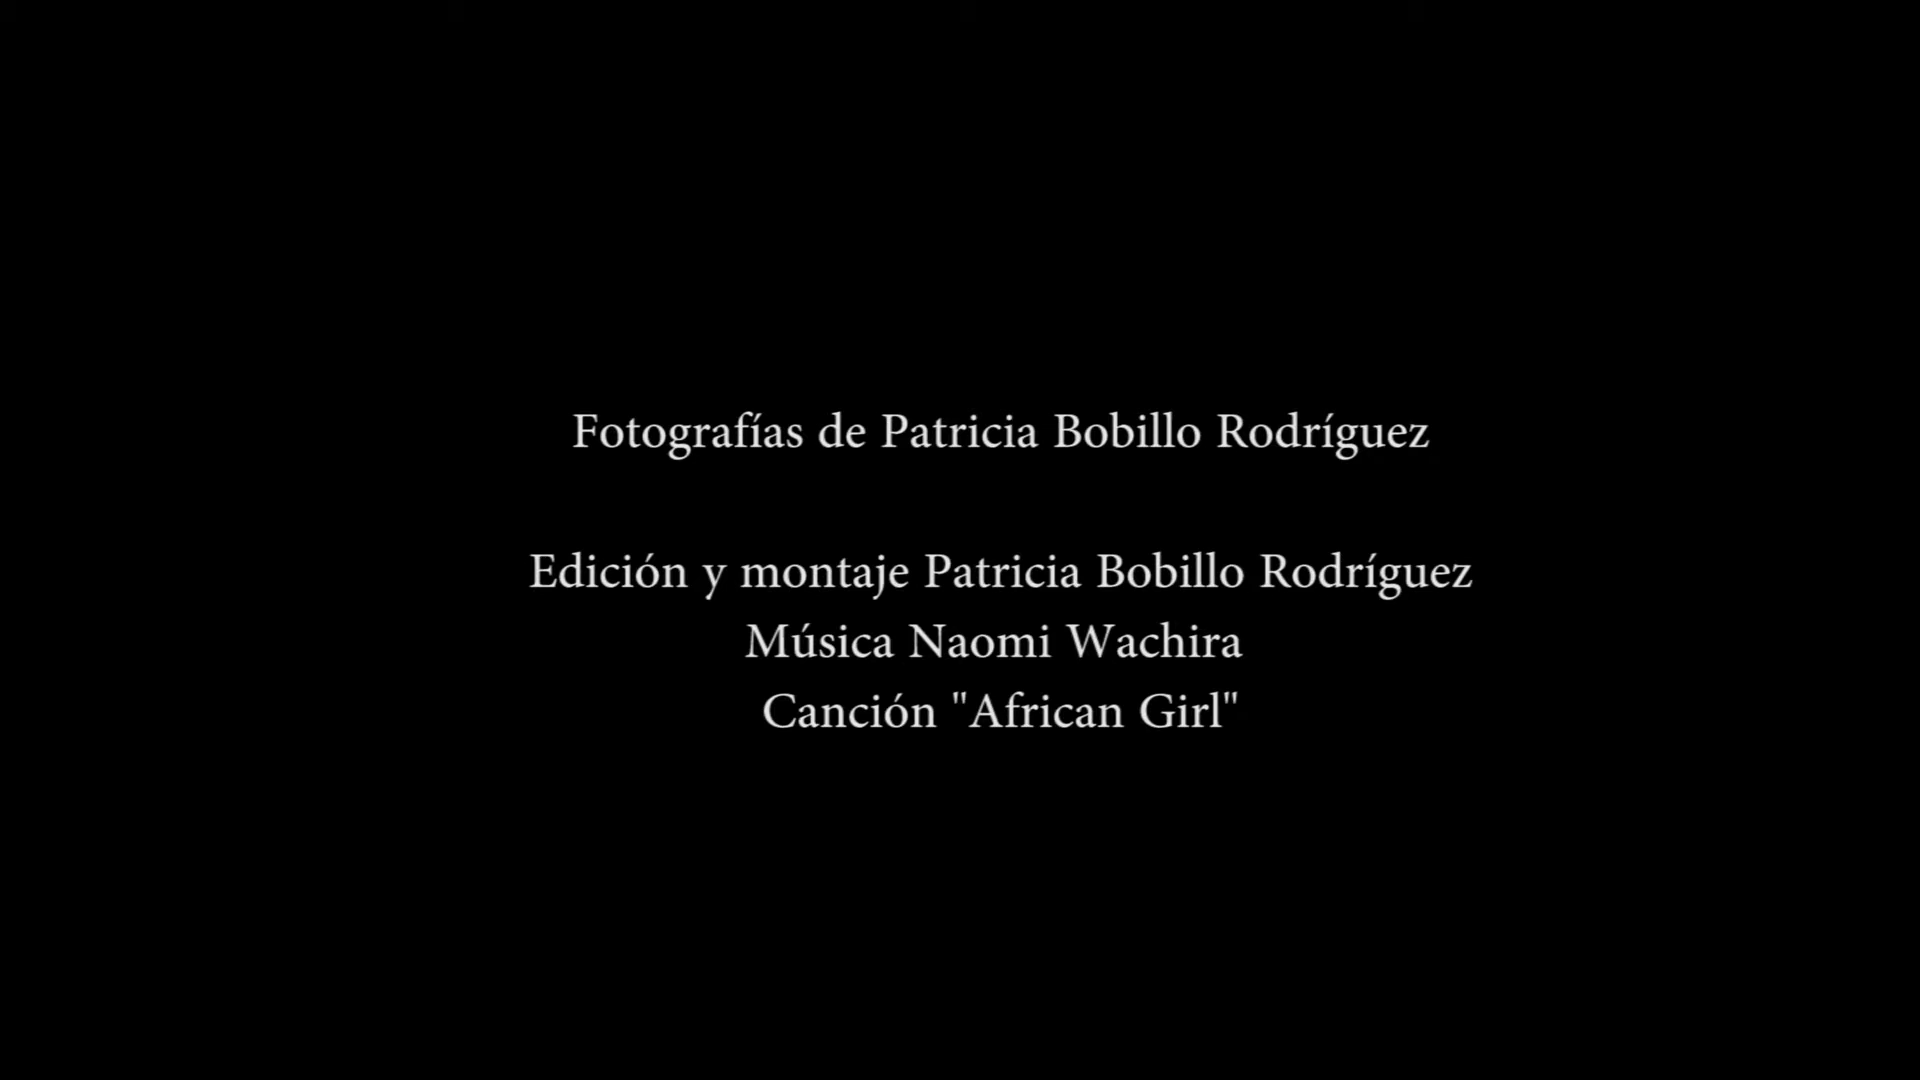 Fotografías de Patricia Bobillo Rodríguez
Edición y montaje Patricia Bobillo Rodríguez
Música Naomi Wachira
Canción "African Girl"